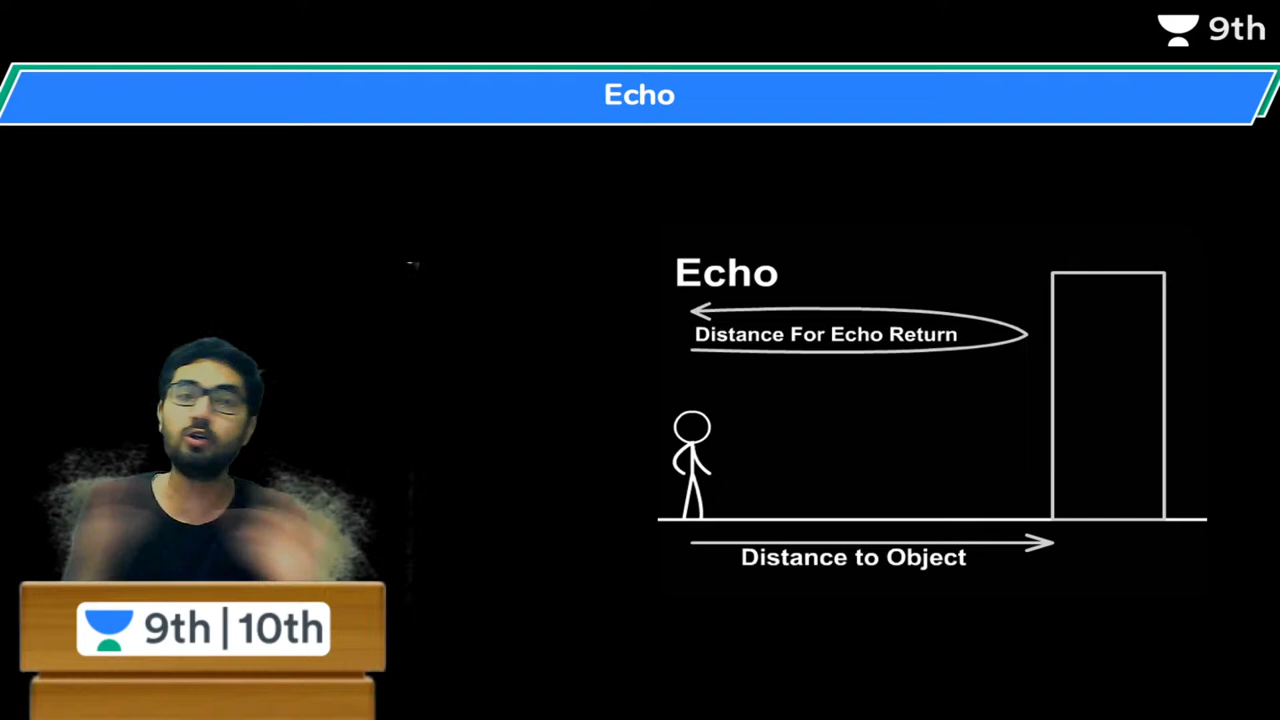 9th
Echo
Echo
Distance For Echo Return
Distance to Object
9th|10th